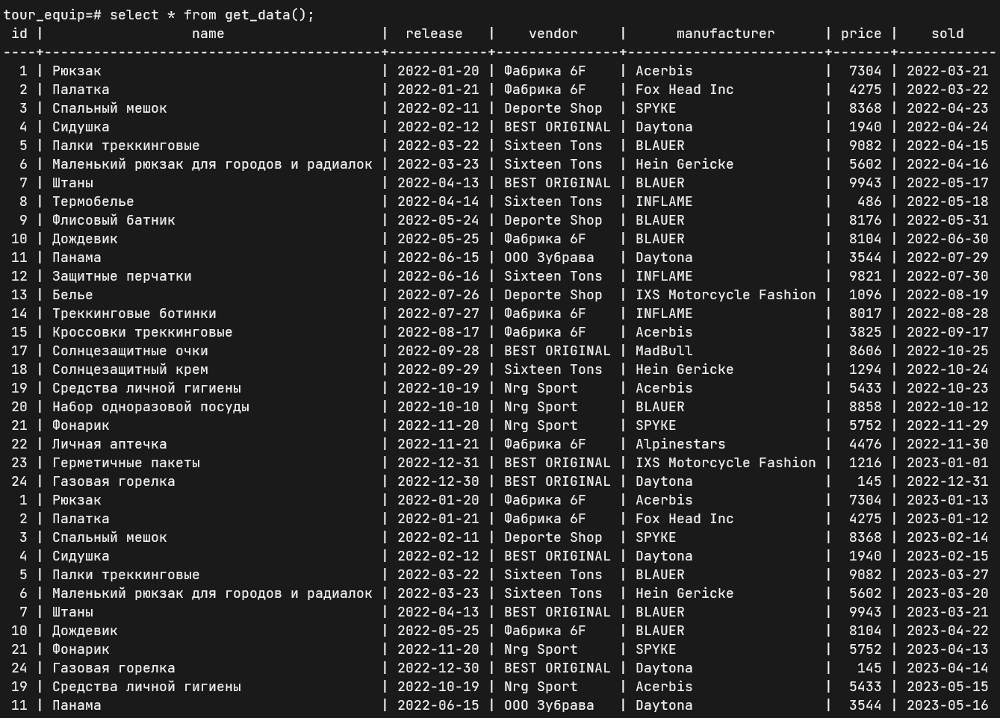 tour_equip=# select * from get_data();
 id |                  name                   |  release   |    vendor     |      manufacturer      | price |    sold
----+-----------------------------------------+------------+---------------+------------------------+-------+------------
  1 | Рюкзак                                  | 2022-01-20 | Фабрика 6F    | Acerbis                |  7304 | 2022-03-21
  2 | Палатка                                 | 2022-01-21 | Фабрика 6F    | Fox Head Inc           |  4275 | 2022-03-22
  3 | Спальный мешок                          | 2022-02-11 | Deporte Shop  | SPYKE                  |  8368 | 2022-04-23
  4 | Сидушка                                 | 2022-02-12 | BEST ORIGINAL | Daytona                |  1940 | 2022-04-24
  5 | Палки треккинговые                      | 2022-03-22 | Sixteen Tons  | BLAUER                 |  9082 | 2022-04-15
  6 | Маленький рюкзак для городов и радиалок | 2022-03-23 | Sixteen Tons  | Hein Gericke           |  5602 | 2022-04-16
  7 | Штаны                                   | 2022-04-13 | BEST ORIGINAL | BLAUER                 |  9943 | 2022-05-17
  8 | Термобелье                              | 2022-04-14 | Sixteen Tons  | INFLAME                |   486 | 2022-05-18
  9 | Флисовый батник                         | 2022-05-24 | Deporte Shop  | BLAUER                 |  8176 | 2022-05-31
 10 | Дождевик                                | 2022-05-25 | Фабрика 6F    | BLAUER                 |  8104 | 2022-06-30
 11 | Панама                                  | 2022-06-15 | ООО Зубрава   | Daytona                |  3544 | 2022-07-29
 12 | Защитные перчатки                       | 2022-06-16 | Sixteen Tons  | INFLAME                |  9821 | 2022-07-30
 13 | Белье                                   | 2022-07-26 | Deporte Shop  | IXS Motorcycle Fashion |  1096 | 2022-08-19
 14 | Треккинговые ботинки                    | 2022-07-27 | Фабрика 6F    | INFLAME                |  8017 | 2022-08-28
 15 | Кроссовки треккинговые                  | 2022-08-17 | Фабрика 6F    | Acerbis                |  3825 | 2022-09-17
 17 | Солнцезащитные очки                     | 2022-09-28 | BEST ORIGINAL | MadBull                |  8606 | 2022-10-25
 18 | Солнцезащитный крем                     | 2022-09-29 | Sixteen Tons  | Hein Gericke           |  1294 | 2022-10-24
 19 | Средства личной гигиены                 | 2022-10-19 | Nrg Sport     | Acerbis                |  5433 | 2022-10-23
 20 | Набор одноразовой посуды                | 2022-10-10 | Nrg Sport     | BLAUER                 |  8858 | 2022-10-12
 21 | Фонарик                                 | 2022-11-20 | Nrg Sport     | SPYKE                  |  5752 | 2022-11-29
 22 | Личная аптечка                          | 2022-11-21 | Фабрика 6F    | Alpinestars            |  4476 | 2022-11-30
 23 | Герметичные пакеты                      | 2022-12-31 | BEST ORIGINAL | IXS Motorcycle Fashion |  1216 | 2023-01-01
 24 | Газовая горелка                         | 2022-12-30 | BEST ORIGINAL | Daytona                |   145 | 2022-12-31
  1 | Рюкзак                                  | 2022-01-20 | Фабрика 6F    | Acerbis                |  7304 | 2023-01-13
  2 | Палатка                                 | 2022-01-21 | Фабрика 6F    | Fox Head Inc           |  4275 | 2023-01-12
  3 | Спальный мешок                          | 2022-02-11 | Deporte Shop  | SPYKE                  |  8368 | 2023-02-14
  4 | Сидушка                                 | 2022-02-12 | BEST ORIGINAL | Daytona                |  1940 | 2023-02-15
  5 | Палки треккинговые                      | 2022-03-22 | Sixteen Tons  | BLAUER                 |  9082 | 2023-03-27
  6 | Маленький рюкзак для городов и радиалок | 2022-03-23 | Sixteen Tons  | Hein Gericke           |  5602 | 2023-03-20
  7 | Штаны                                   | 2022-04-13 | BEST ORIGINAL | BLAUER                 |  9943 | 2023-03-21
 10 | Дождевик                                | 2022-05-25 | Фабрика 6F    | BLAUER                 |  8104 | 2023-04-22
 21 | Фонарик                                 | 2022-11-20 | Nrg Sport     | SPYKE                  |  5752 | 2023-04-13
 24 | Газовая горелка                         | 2022-12-30 | BEST ORIGINAL | Daytona                |   145 | 2023-04-14
 19 | Средства личной гигиены                 | 2022-10-19 | Nrg Sport     | Acerbis                |  5433 | 2023-05-15
 11 | Панама                                  | 2022-06-15 | ООО Зубрава   | Daytona                |  3544 | 2023-05-16